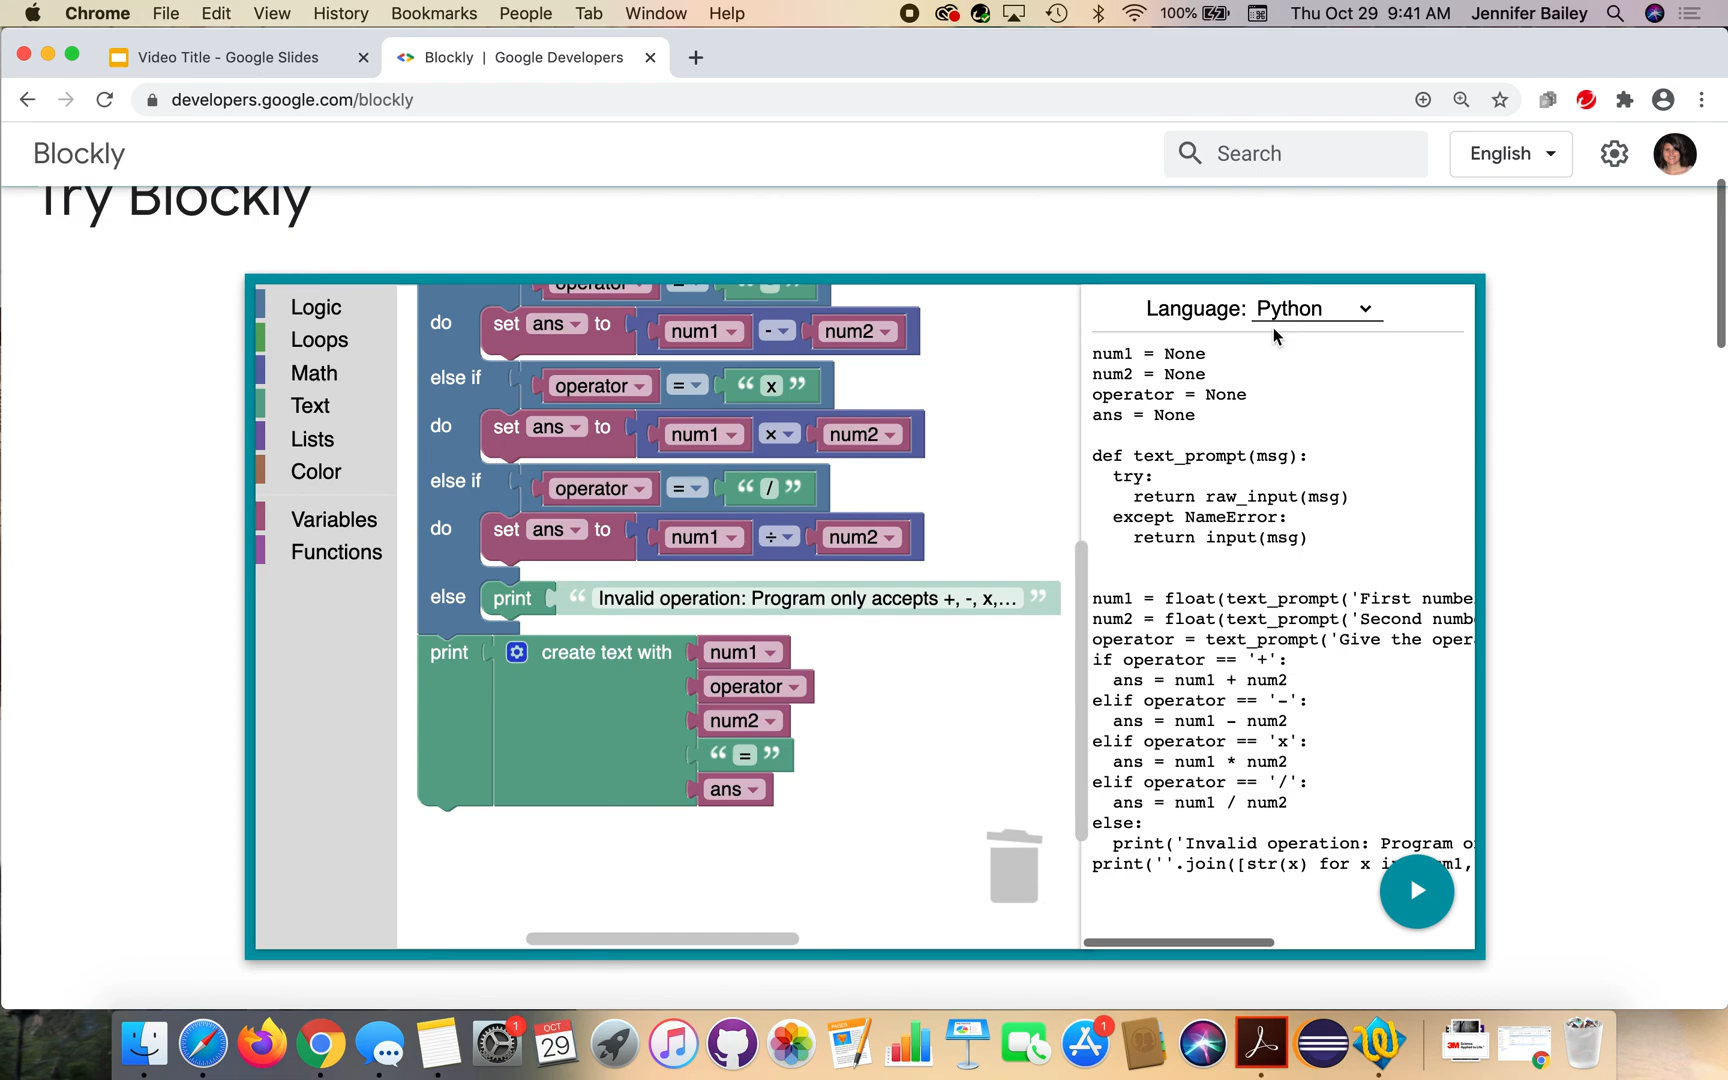 Chrome File Edit View History Bookmarks People Tab Window Help 100% Thu Oct 29 9:41 AM Jennifer Bailey
Video Title - Google Slides
Blockly | Google Developers
developers.google.com/blockly
Blockly
Search
English
Try Blockly
Logic
Loops
Math
Text
Lists
Color
Variables
Functions
operator =
do set ans to num1 - num2
else if operator = “ x ”
do set ans to num1 × num2
else if operator = “ / ”
do set ans to num1 ÷ num2
else print “ Invalid operation: Program only accepts +, -, x,... ”
print create text with num1
operator
num2
“ = ”
ans
Language: Python
num1 = None
num2 = None
operator = None
ans = None
def text_prompt(msg):
try:
return raw_input(msg)
except NameError:
return input(msg)
num1 = float(text_prompt('First numbe
num2 = float(text_prompt('Second numb
operator = text_prompt('Give the oper
if operator == '+':
ans = num1 + num2
elif operator == '-':
ans = num1 - num2
elif operator == 'x':
ans = num1 * num2
elif operator == '/':
ans = num1 / num2
else:
print('Invalid operation: Program o
print(''.join([str(x) for x i m1,
1
OCT
29
PAGES
1
3M